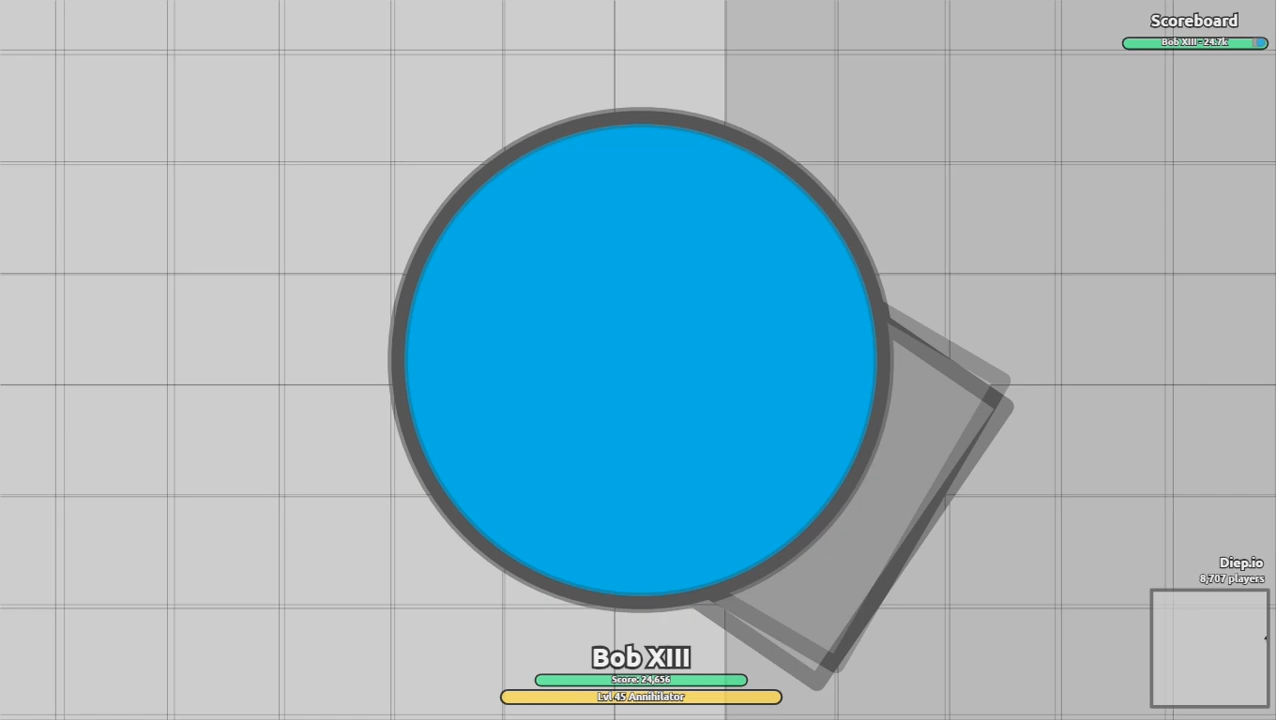 Scoreboard
Bob XIII - 24.7k
Diep.io
8,707 players
Bob XIII
Score: 24,656
Lvl 45 Annihilator